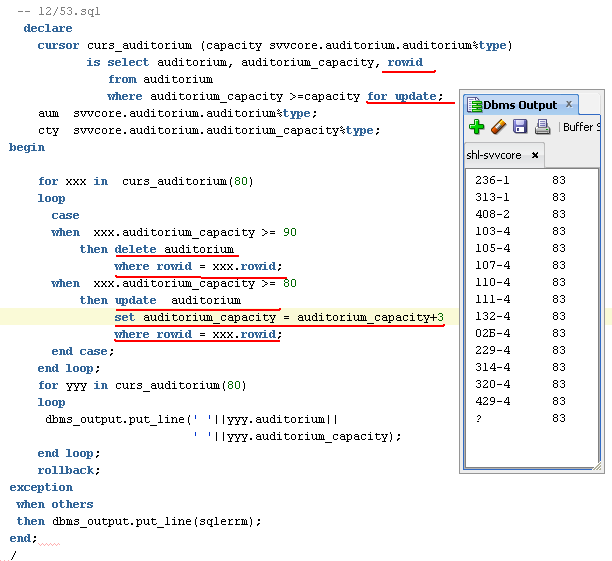 -- 12/53.sql
declare
cursor curs_auditorium (capacity svvcore.auditorium.auditorium%type)
is select auditorium, auditorium_capacity, rowid
from auditorium
where auditorium_capacity >=capacity for update;
aum svvcore.auditorium.auditorium%type;
cty svvcore.auditorium.auditorium_capacity%type;
begin
for xxx in curs_auditorium(80)
loop
case
when xxx.auditorium_capacity >= 90
then delete auditorium
where rowid = xxx.rowid;
when xxx.auditorium_capacity >= 80
then update auditorium
set auditorium_capacity = auditorium_capacity+3
where rowid = xxx.rowid;
end case;
end loop;
for yyy in curs_auditorium(80)
loop
dbms_output.put_line(' '||yyy.auditorium||
' '||yyy.auditorium_capacity);
end loop;
rollback;
exception
when others
then dbms_output.put_line(sqlerrm);
end;
/
Dbms Output x
Buffer S
shl-svvcore x
236-1 83
313-1 83
408-2 83
103-4 83
105-4 83
107-4 83
110-4 83
111-4 83
132-4 83
02B-4 83
229-4 83
314-4 83
320-4 83
429-4 83
? 83